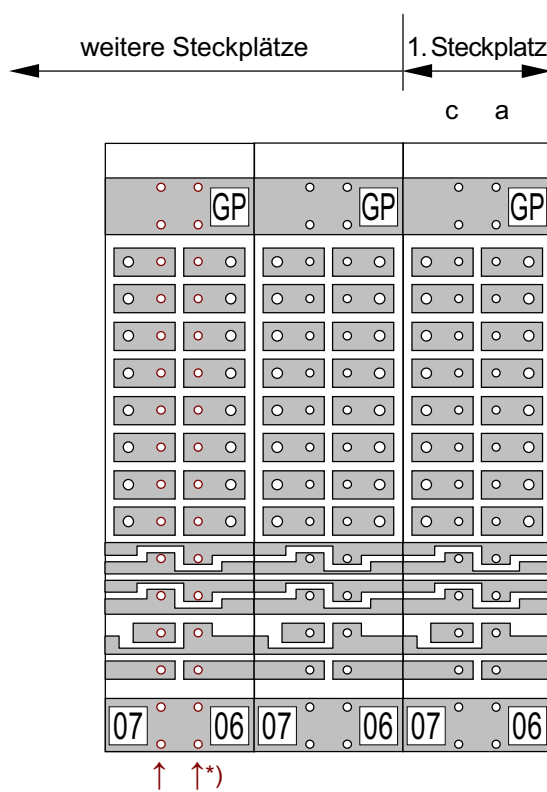 weitere Steckplätze 1. Steckplatz
c a
GP GP GP
07 06 07 06 07 06
↑ ↑*)